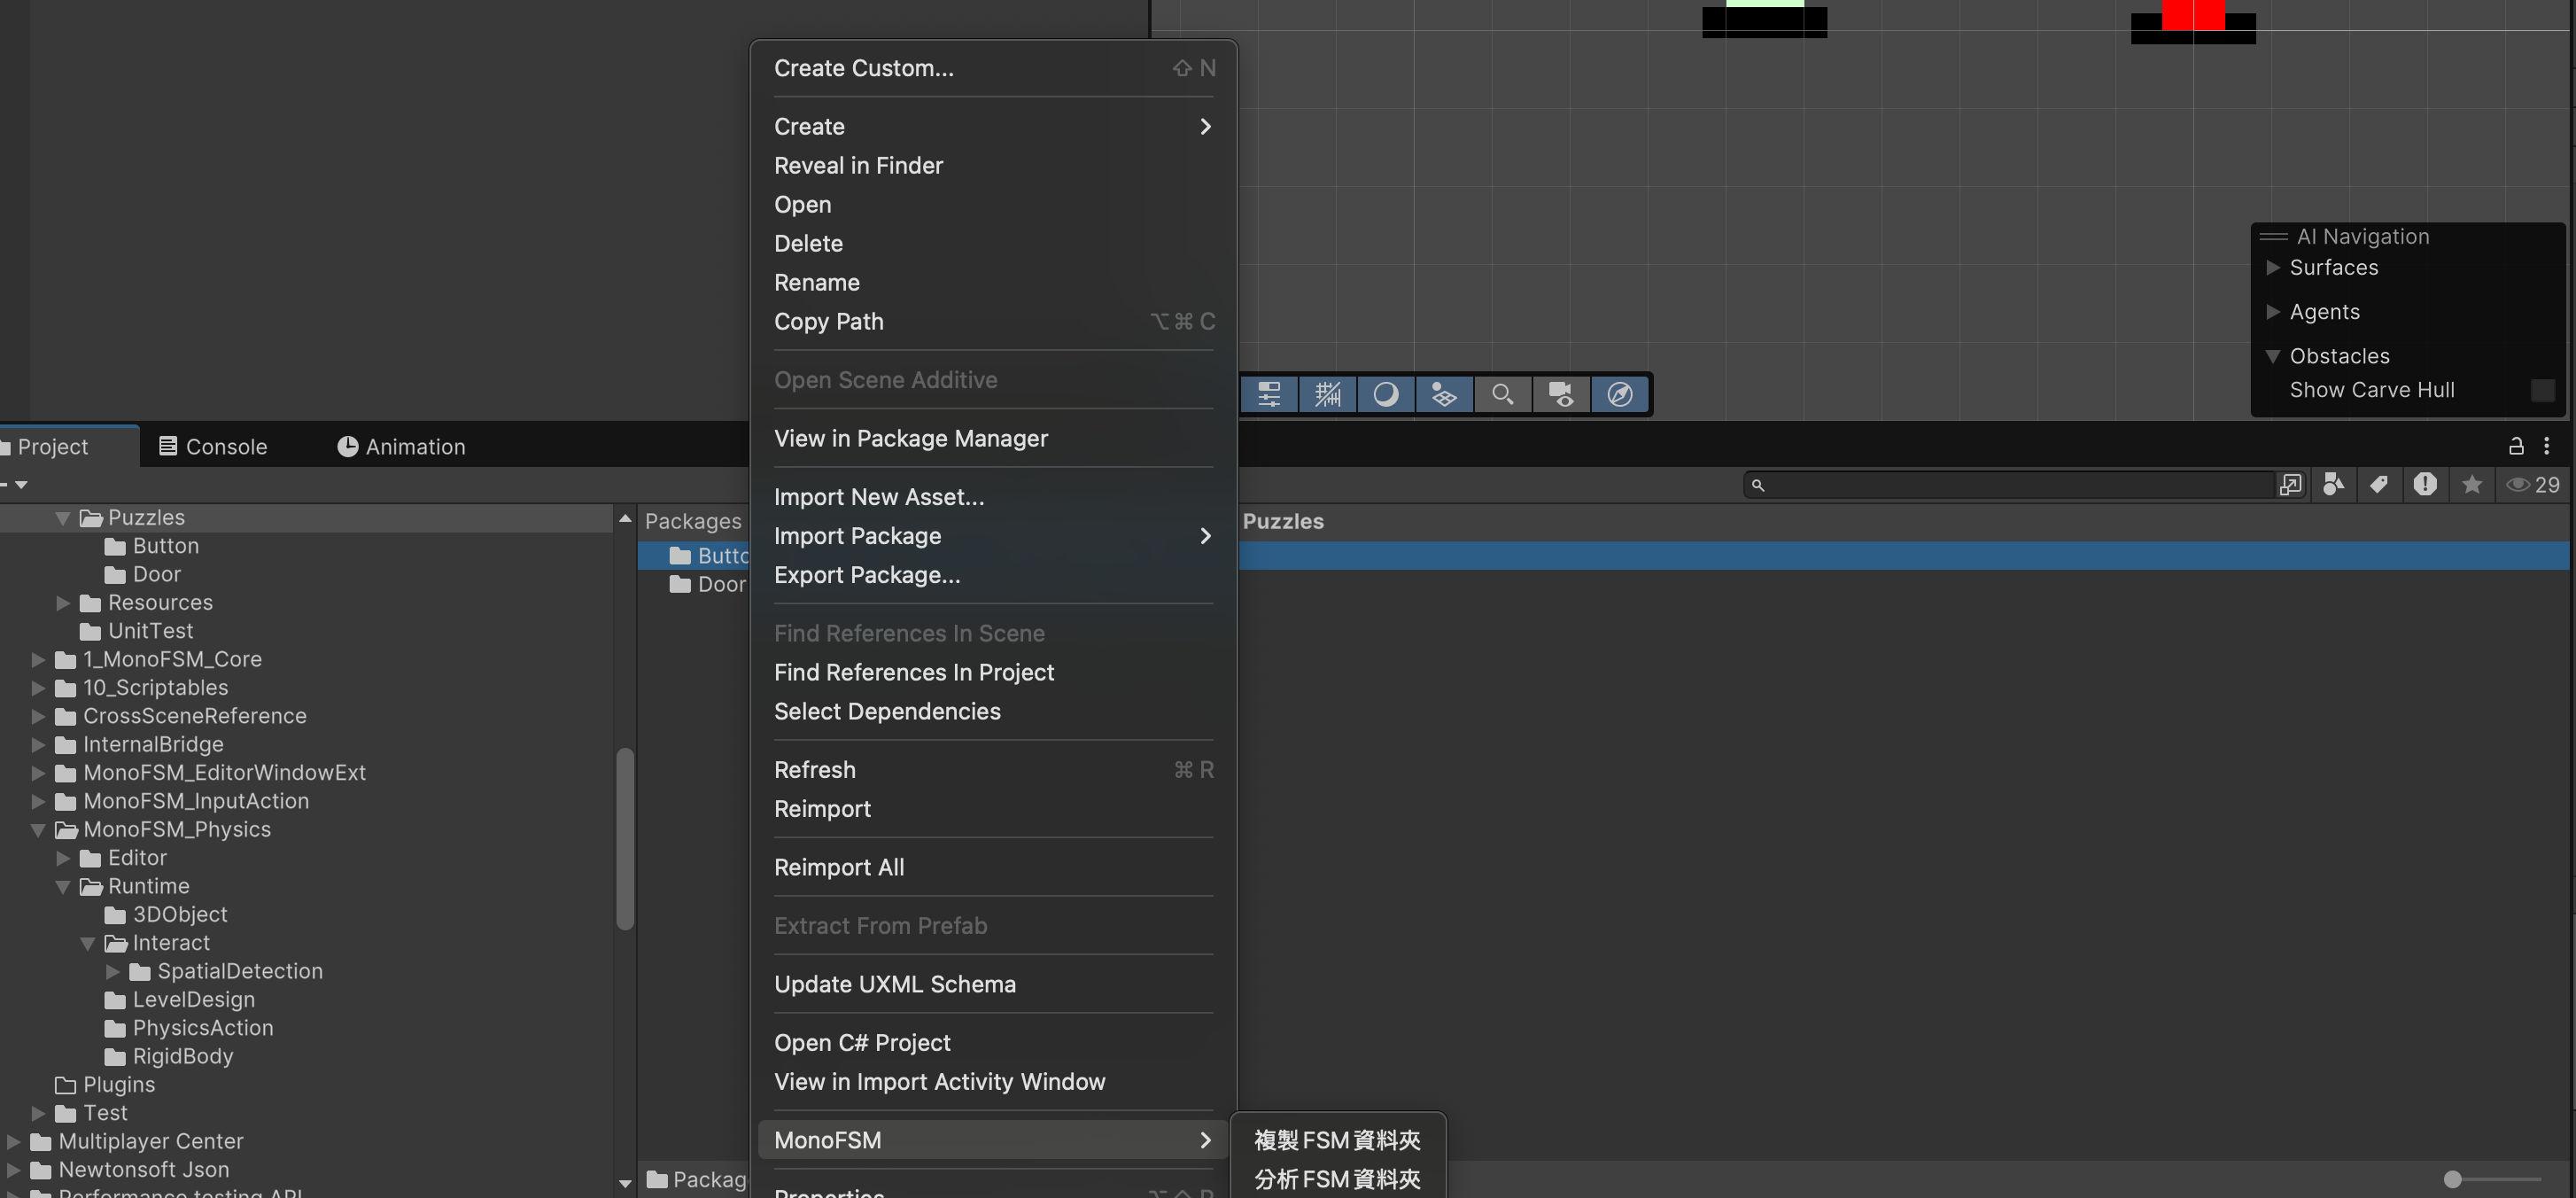 Create Custom... ⇧ N
Create
Reveal in Finder
Open
Delete
Rename
Copy Path ⌥⌘ C
Open Scene Additive
View in Package Manager
Import New Asset...
Import Package
Export Package...
Find References In Scene
Find References In Project
Select Dependencies
Refresh ⌘ R
Reimport
Reimport All
Extract From Prefab
Update UXML Schema
Open C# Project
View in Import Activity Window
MonoFSM
複製 FSM 資料夾
分析 FSM 資料夾
AI Navigation
Surfaces
Agents
Obstacles
Show Carve Hull
Project
Console
Animation
29
Puzzles
Button
Door
Resources
UnitTest
1_MonoFSM_Core
10_Scriptables
CrossSceneReference
InternalBridge
MonoFSM_EditorWindowExt
MonoFSM_InputAction
MonoFSM_Physics
Editor
Runtime
3DObject
Interact
SpatialDetection
LevelDesign
PhysicsAction
RigidBody
Plugins
Test
Multiplayer Center
Newtonsoft Json
Packages
Puzzles
Door